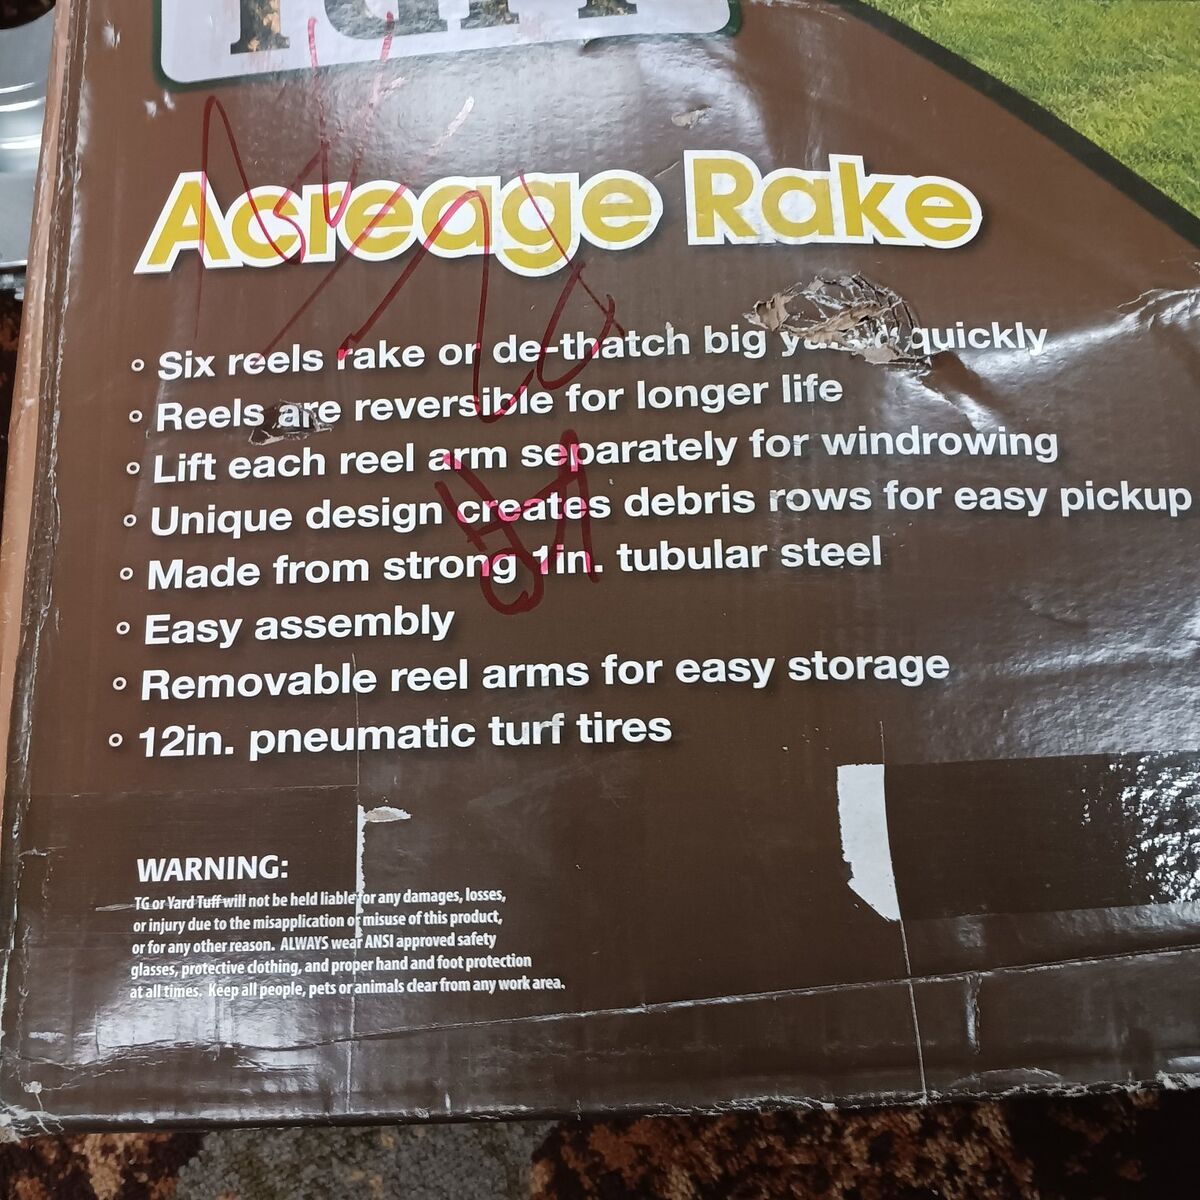 Tuff
Acreage Rake
° Six reels rake or de-thatch big yards quickly
° Reels are reversible for longer life
° Lift each reel arm separately for windrowing
° Unique design creates debris rows for easy pickup
° Made from strong 1in. tubular steel
° Easy assembly
° Removable reel arms for easy storage
° 12in. pneumatic turf tires
WARNING:
TG or Yard Tuff will not be held liable for any damages, losses,
or injury due to the misapplication or misuse of this product,
or for any other reason. ALWAYS wear ANSI approved safety
glasses, protective clothing, and proper hand and foot protection
at all times. Keep all people, pets or animals clear from any work area.